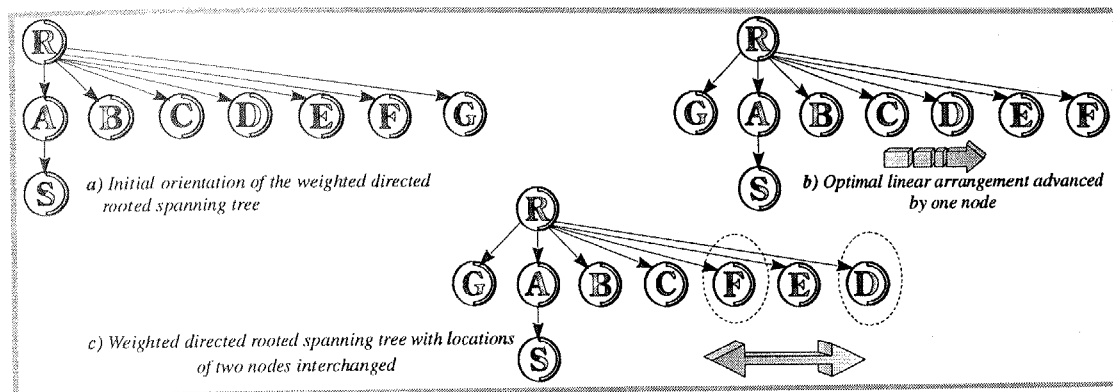 R
A B C D E F G
S
a) Initial orientation of the weighted directed
rooted spanning tree
R
G A B C D E F
S
b) Optimal linear arrangement advanced
by one node
R
G A B C F E D
S
c) Weighted directed rooted spanning tree with locations
of two nodes interchanged